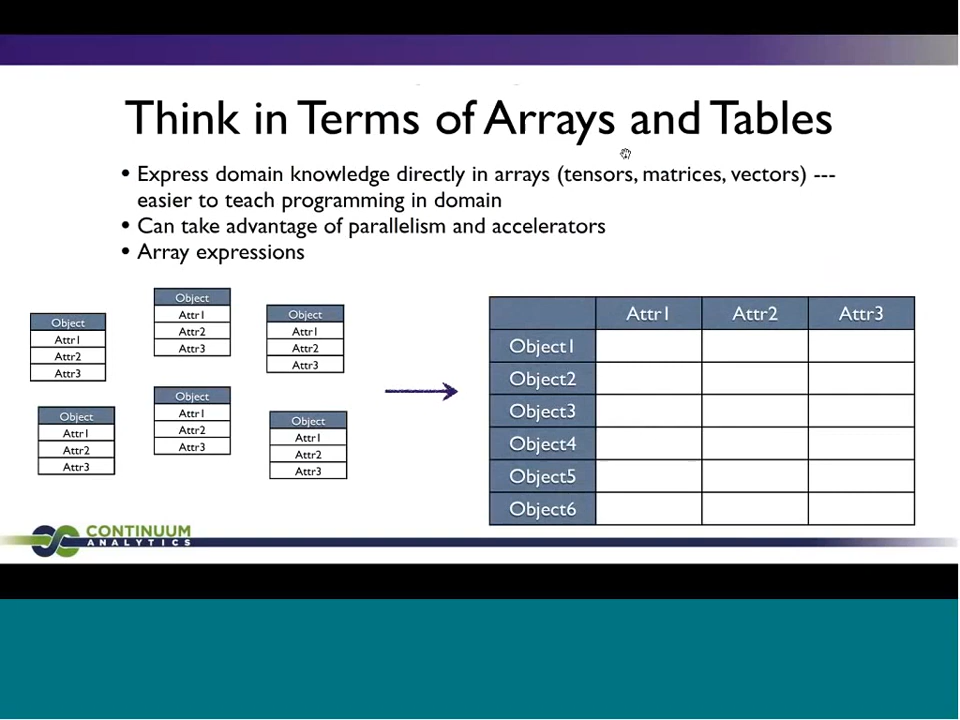 Think in Terms of Arrays and Tables
• Express domain knowledge directly in arrays (tensors, matrices, vectors) ---
easier to teach programming in domain
• Can take advantage of parallelism and accelerators
• Array expressions
Object
Attr1
Attr2
Attr3
Object
Attr1
Attr2
Attr3
Object
Attr1
Attr2
Attr3
Object
Attr1
Attr2
Attr3
Object
Attr1
Attr2
Attr3
Object
Attr1
Attr2
Attr3
Attr1 Attr2 Attr3
Object1
Object2
Object3
Object4
Object5
Object6
CONTINUUM
ANALYTICS